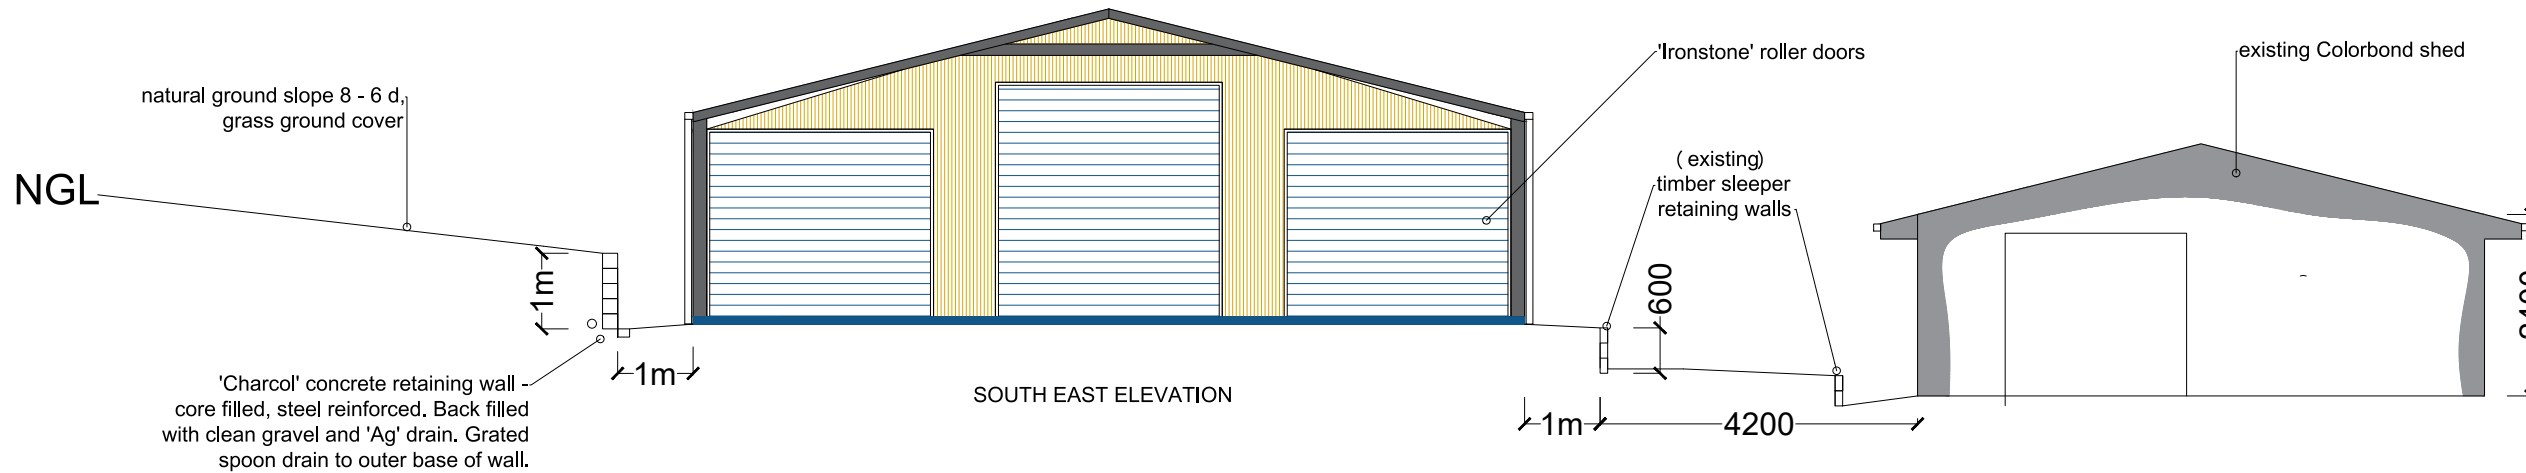 natural ground slope 8 - 6 d,
grass ground cover
NGL
1m
'Charcol' concrete retaining wall -
core filled, steel reinforced. Back filled
with clean gravel and 'Ag' drain. Grated
spoon drain to outer base of wall.
1m
SOUTH EAST ELEVATION
'Ironstone' roller doors
( existing)
timber sleeper
retaining walls
600
1m
4200
existing Colorbond shed